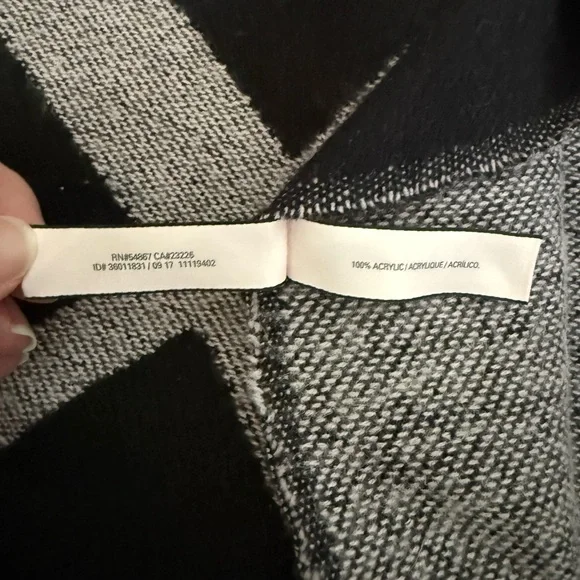 RN#54867 CA#23226
ID# 36011831 / 09 17 11119402
100% ACRYLIC/ACRYLIQUE/ACRÍLICO.